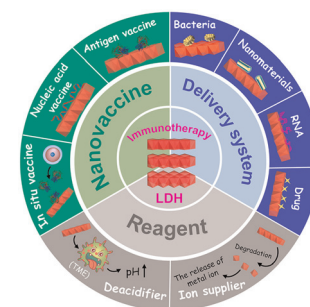 Antigen vaccine
Bacteria
Nanomaterials
RNA
Drug
Nucleic acid
vaccine
In situ vaccine
Nanovaccine
Delivery system
Immunotherapy
LDH
Reagent
(TME)
pH↑
Deacidifier
Degradation
The release of
metal ion
Ion supplier